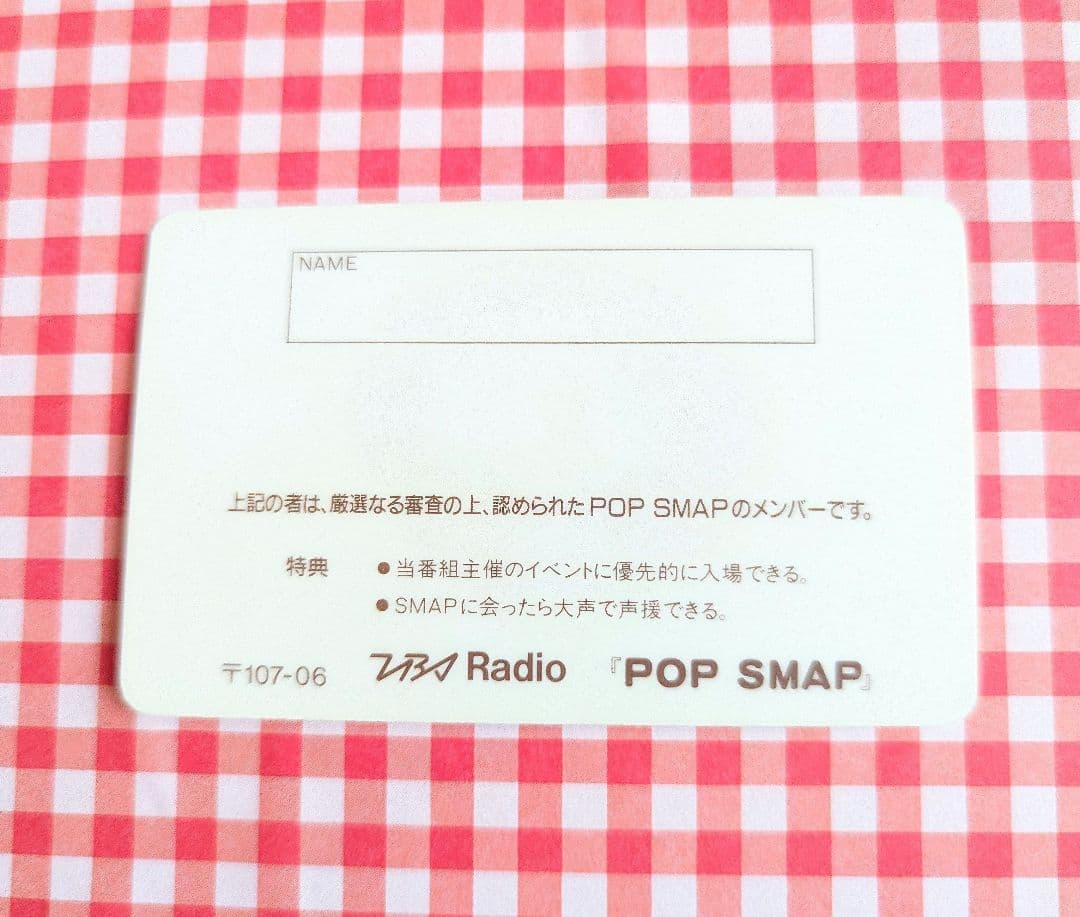 NAME
上記の者は、厳選なる審査の上、認められたPOP SMAPのメンバーです。
特典 ●当番組主催のイベントに優先的に入場できる。
●SMAPに会ったら大声で声援できる。
〒107-06 TBS Radio 『POP SMAP』